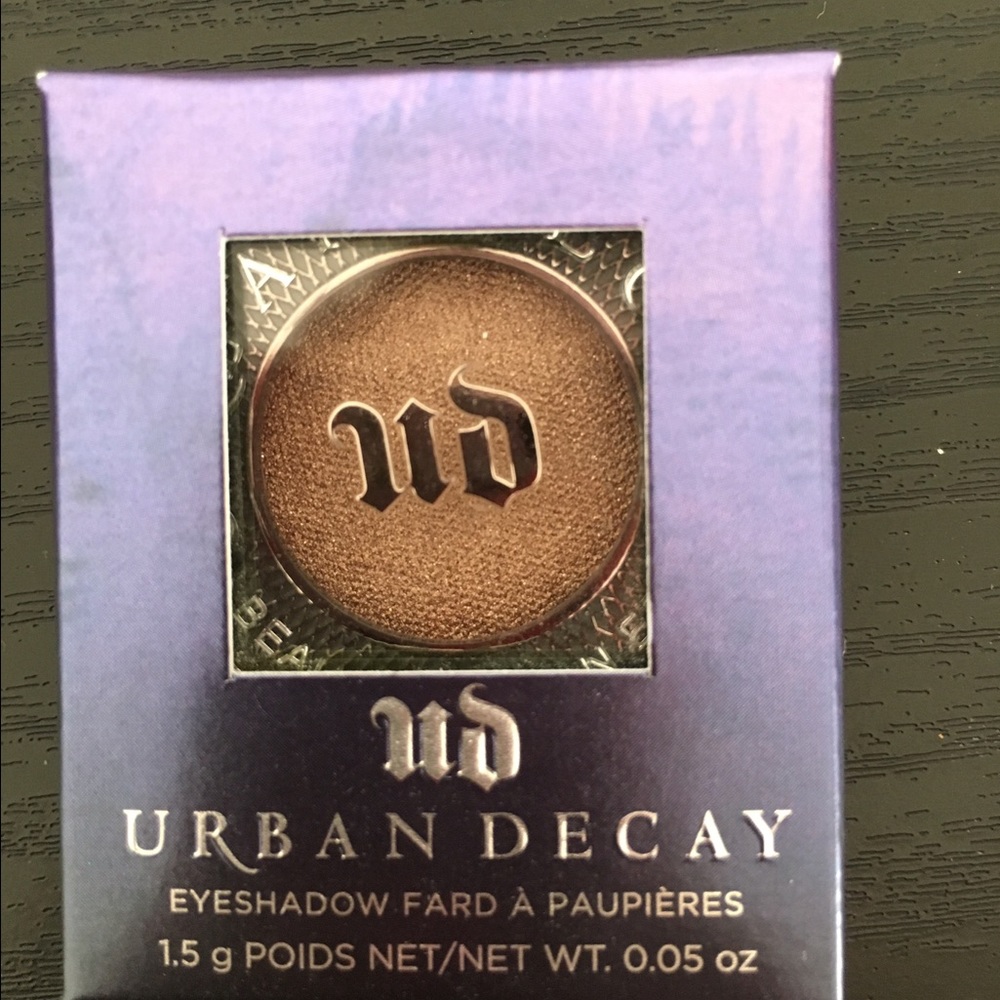 ud
ud
URBAN DECAY
EYESHADOW FARD À PAUPIÈRES
1.5 g POIDS NET/NET WT. 0.05 oz